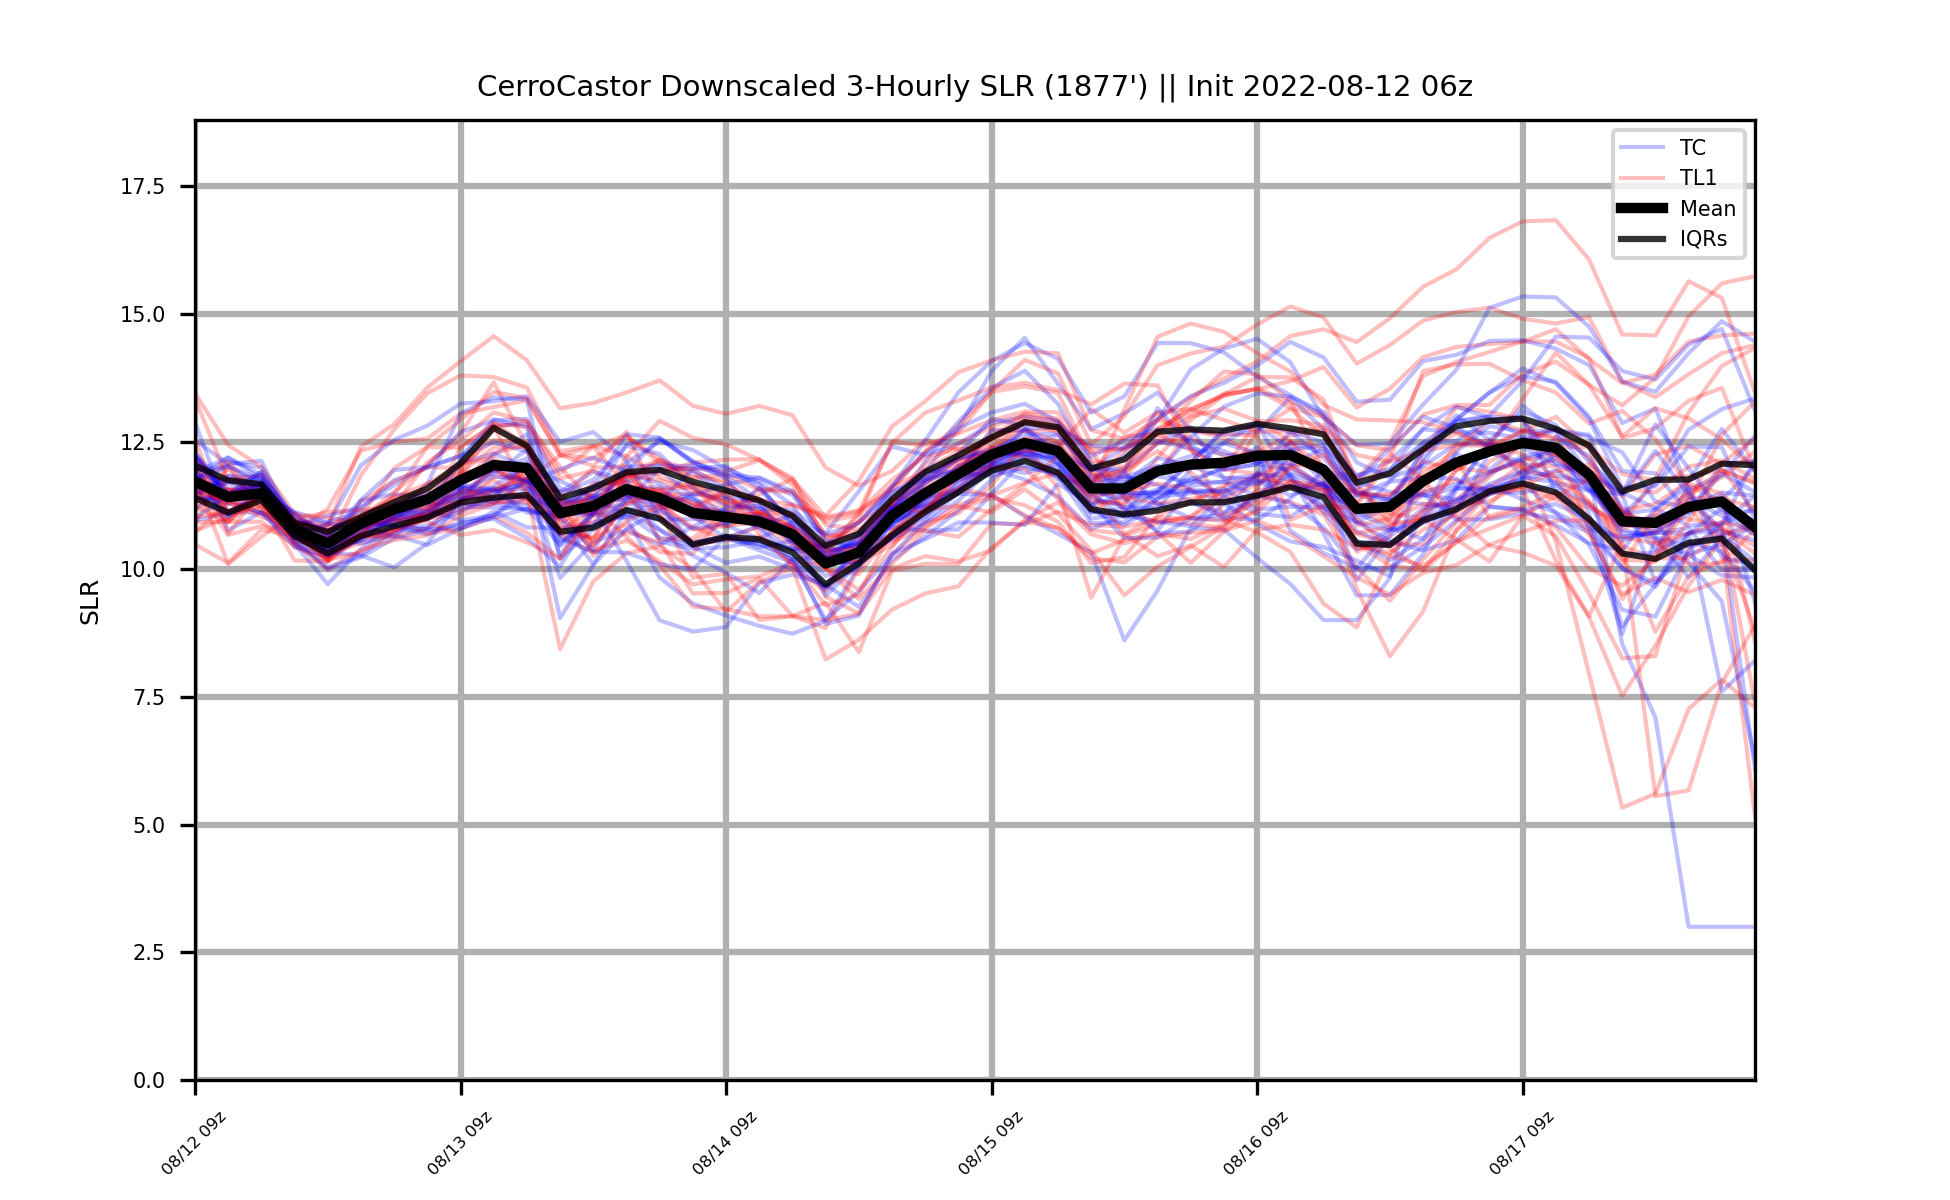 CerroCastor Downscaled 3-Hourly SLR (1877') || Init 2022-08-12 06z
TC
TL1
Mean
IQRs
17.5
15.0
12.5
10.0
7.5
5.0
2.5
0.0
SLR
08/12 09z
08/13 09z
08/14 09z
08/15 09z
08/16 09z
08/17 09z